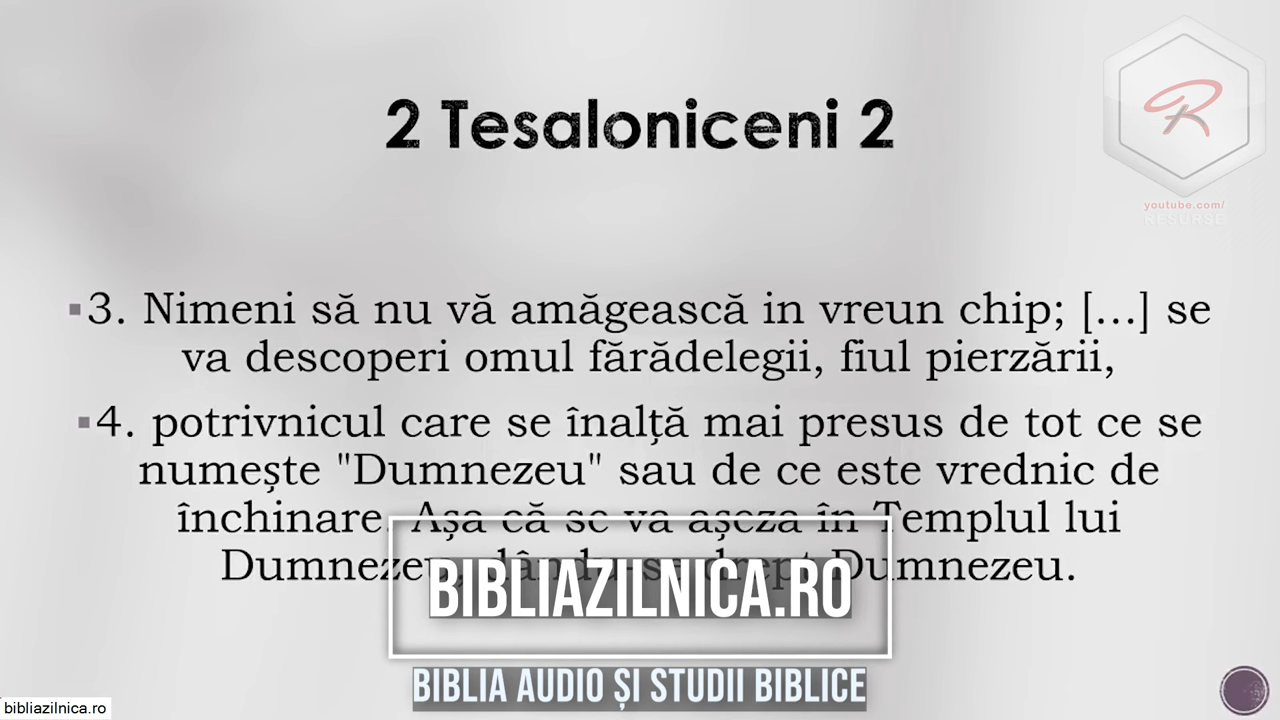 2 Tesaloniceni 2
youtube.com/
RESURSE
▪3. Nimeni să nu vă amăgească in vreun chip; [...] se
va descoperi omul fărădelegii, fiul pierzării,
▪4. potrivnicul care se înalță mai presus de tot ce se
numește "Dumnezeu" sau de ce este vrednic de
închinare. Așa că se va așeza în Templul lui
Dumnezeu, dându-se drept Dumnezeu.
BIBLIAZILNICA.RO
BIBLIA AUDIO ȘI STUDII BIBLICE
bibliazilnica.ro